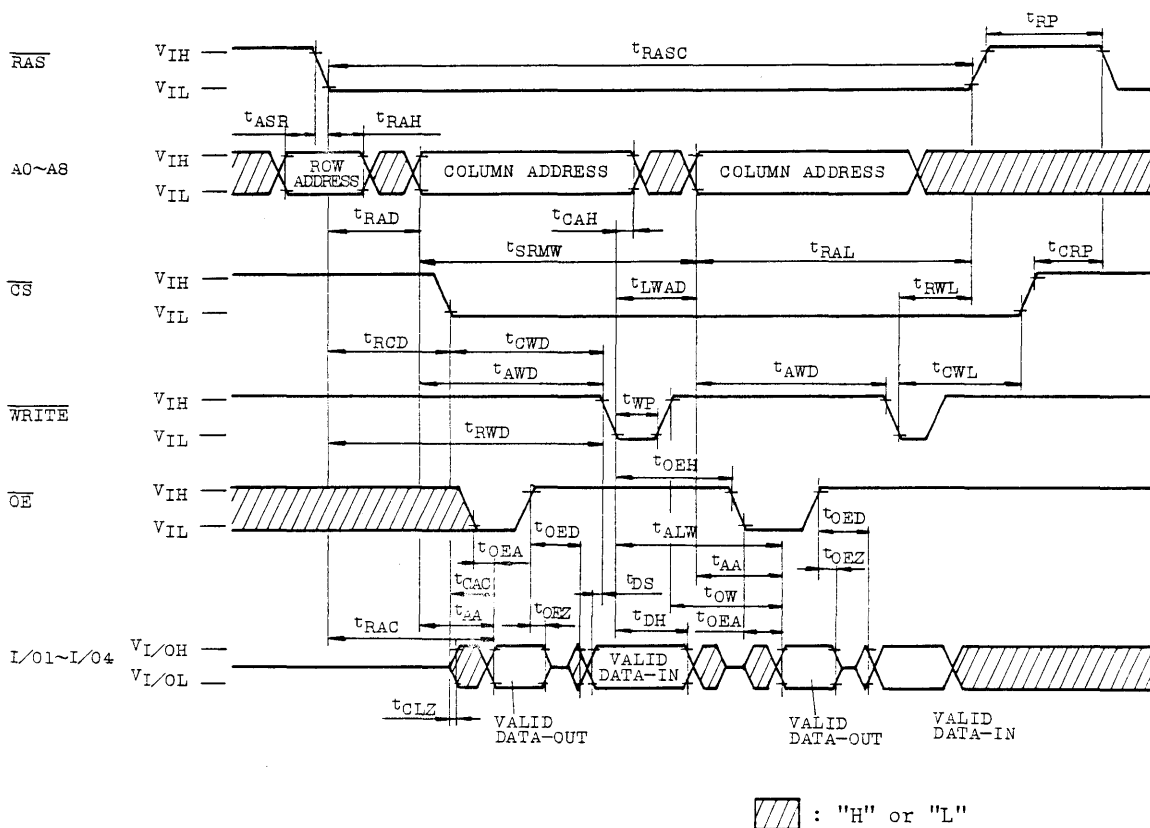 tRP
RAS VIH tRASC
VIL
tASR tRAH
A0~A8 VIH ROW ADDRESS COLUMN ADDRESS COLUMN ADDRESS
VIL
tRAD tCAH
tSRMW tRAL tCRP
CS VIH tLWAD tRWL
VIL
tRCD tCWD
tAWD tAWD tCWL
WRITE VIH tWP
VIL
tRWD
tOEH
OE VIH
VIL
tOED tALW tOED
tOEA tAA tOEZ
tCAC tDS tOW
tAA tOEZ tDH tOEA
tRAC
I/O1~I/O4 VI/OH VALID
VI/OL DATA-IN
tCLZ
VALID DATA-OUT
VALID DATA-OUT
VALID DATA-IN
: "H" or "L"